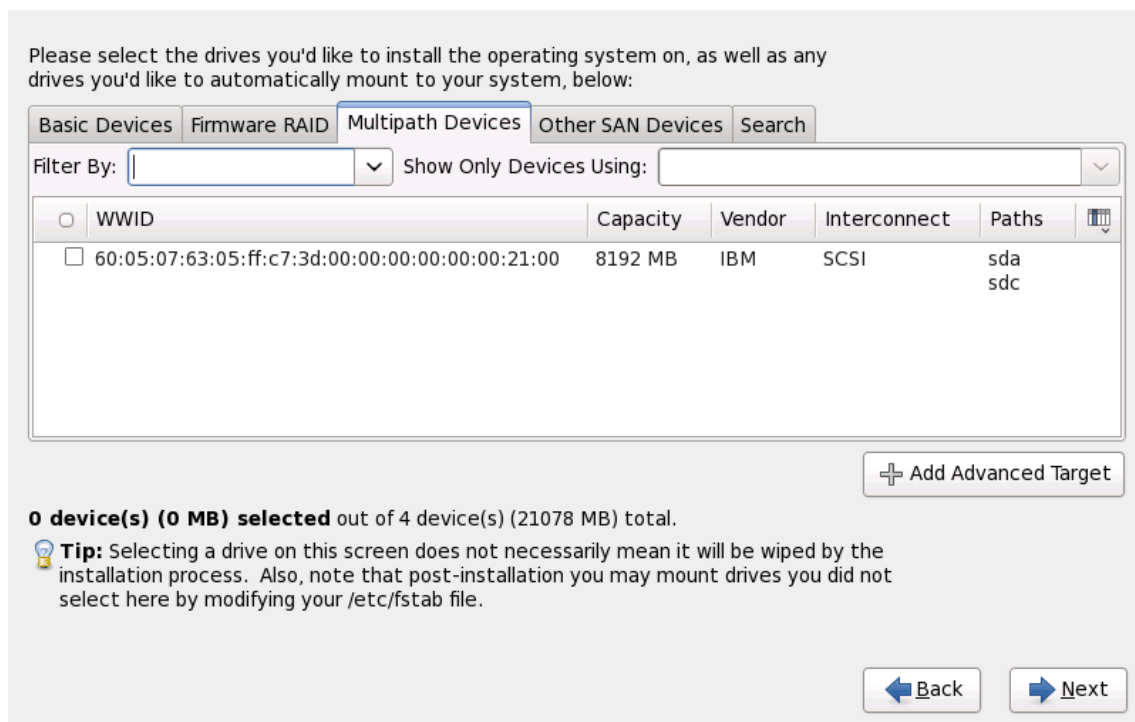 Please select the drives you'd like to install the operating system on, as well as any
drives you'd like to automatically mount to your system, below:
Basic Devices Firmware RAID Multipath Devices Other SAN Devices Search
Filter By: Show Only Devices Using:
WWID Capacity Vendor Interconnect Paths
60:05:07:63:05:ff:c7:3d:00:00:00:00:00:00:21:00 8192 MB IBM SCSI sda
sdc
Add Advanced Target
0 device(s) (0 MB) selected out of 4 device(s) (21078 MB) total.
Tip: Selecting a drive on this screen does not necessarily mean it will be wiped by the
installation process. Also, note that post-installation you may mount drives you did not
select here by modifying your /etc/fstab file.
Back Next